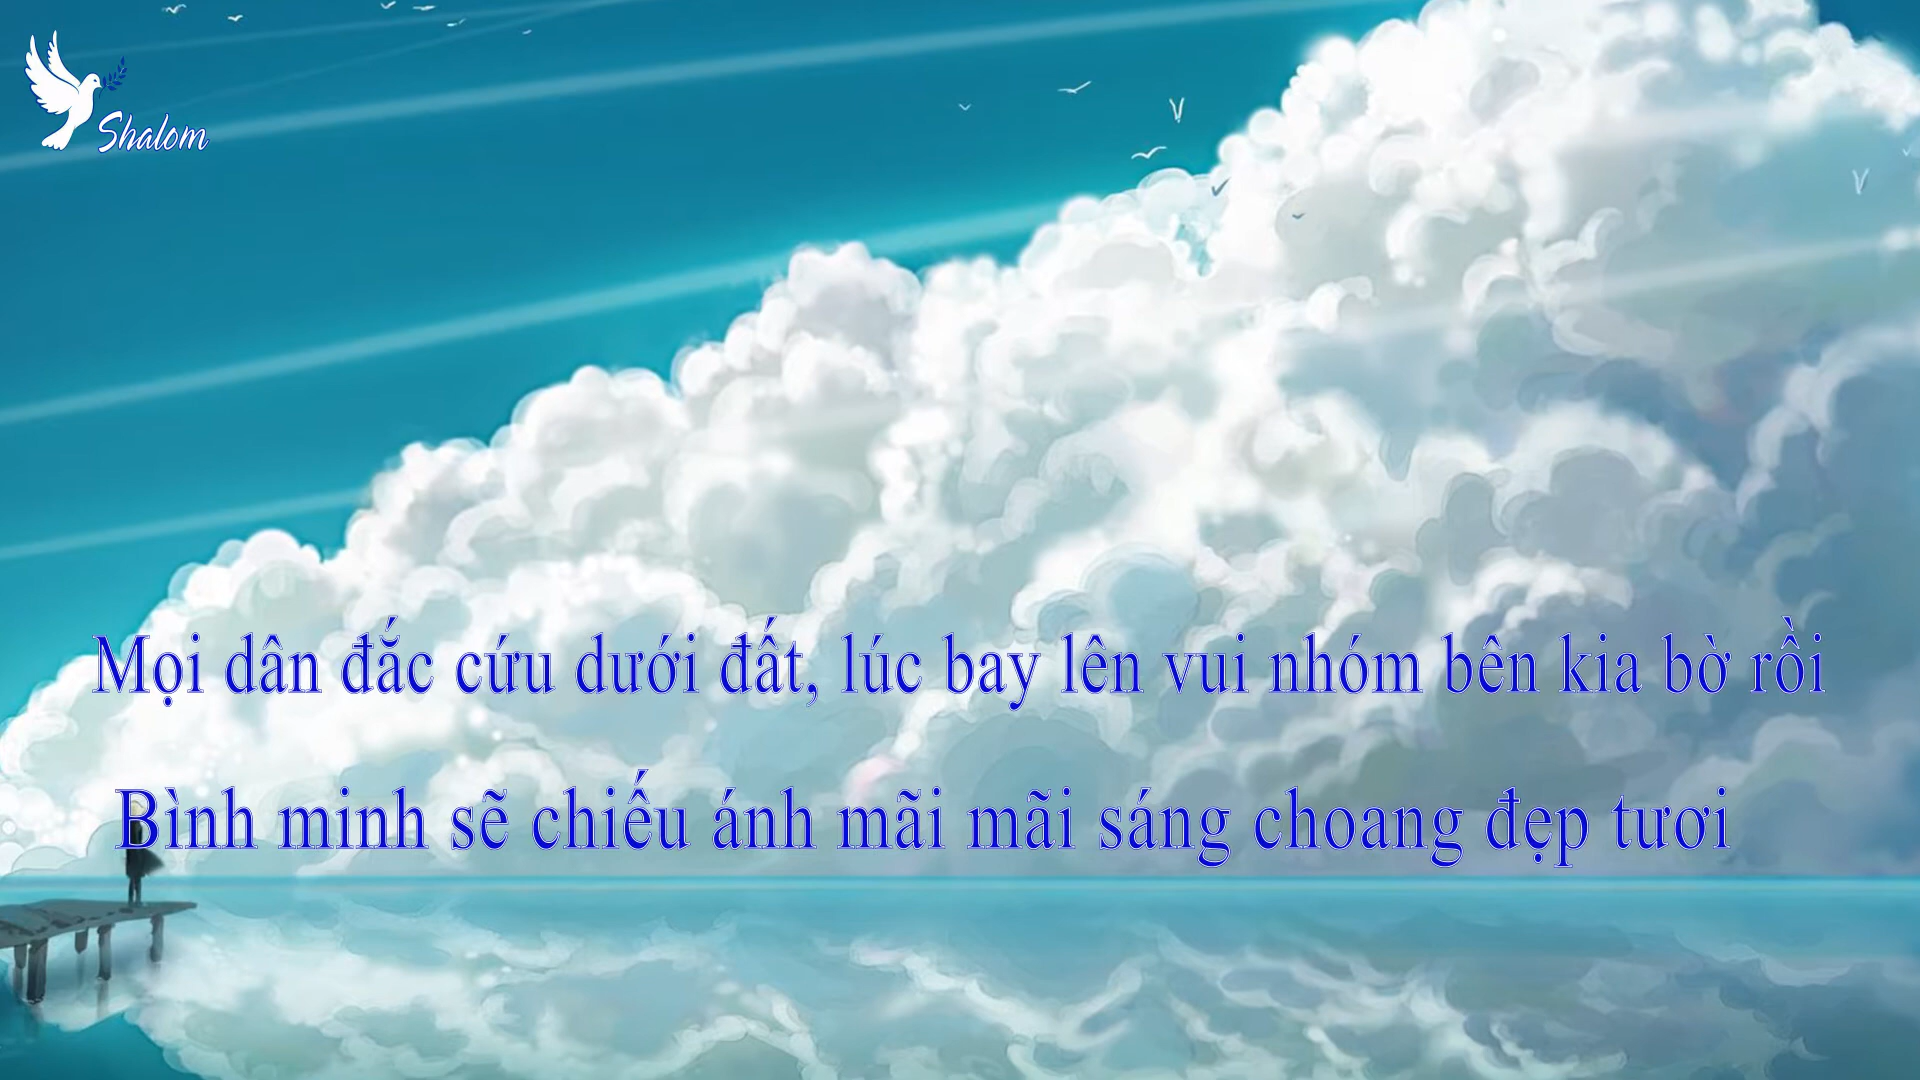 Shalom
Mọi dân đắc cứu dưới đất, lúc bay lên vui nhóm bên kia bờ rồi
Bình minh sẽ chiếu ánh mãi mãi sáng choang đẹp tươi